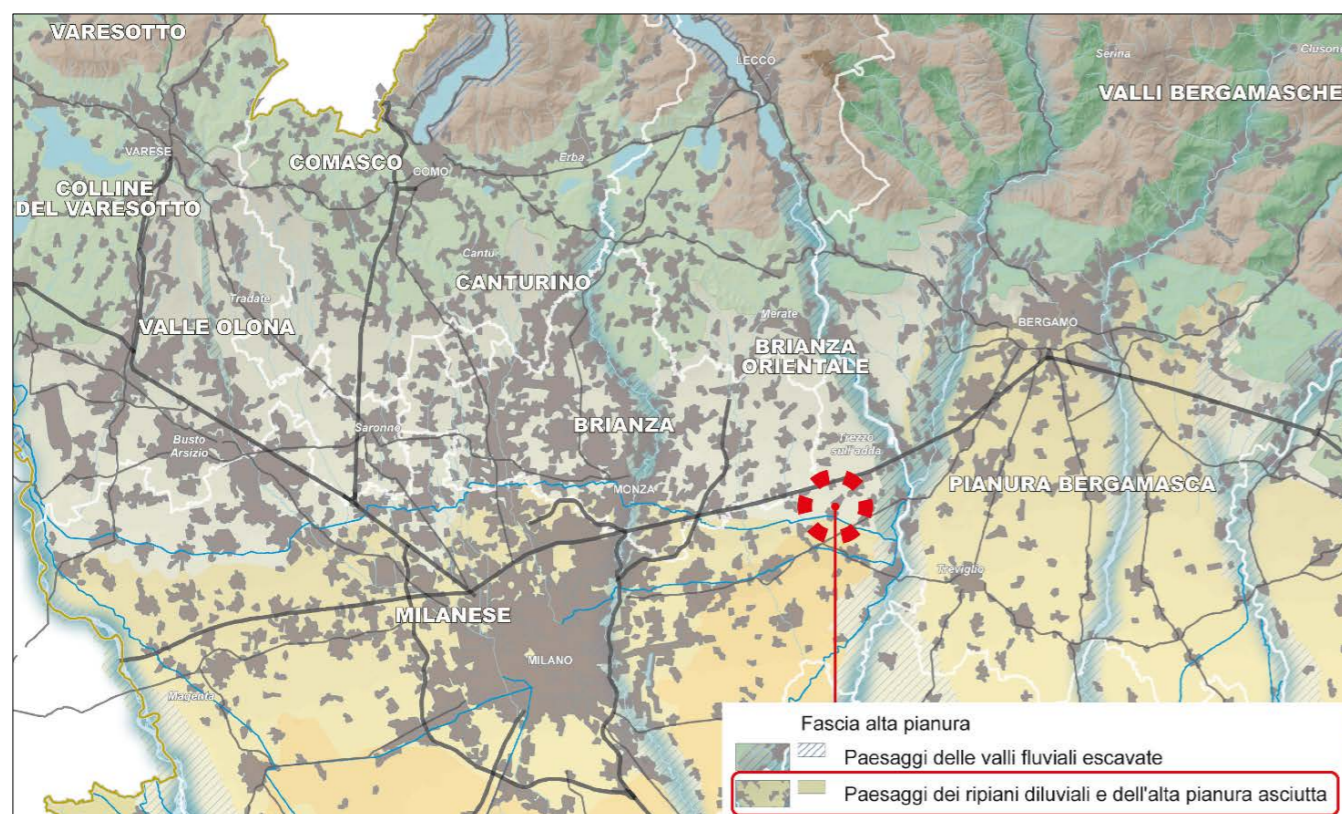 VARESOTTO
LECCO
Serina
Cluson
VALLI BERGAMASCHE
VARESE
COMASCO
COMO
Erba
COLLINE
DEL VARESOTTO
Cantù
CANTURINO
Tradate
VALLE OLONA
Merate
BRIANZA
ORIENTALE
BERGAMO
Busto
Arsizio
Saronno
BRIANZA
Trezzo
sull'adda
MONZA
PIANURA BERGAMASCA
Treviglio
MILANESE
MILANO
Magenta
Fascia alta pianura
Paesaggi delle valli fluviali escavate
Paesaggi dei ripiani diluviali e dell'alta pianura asciutta